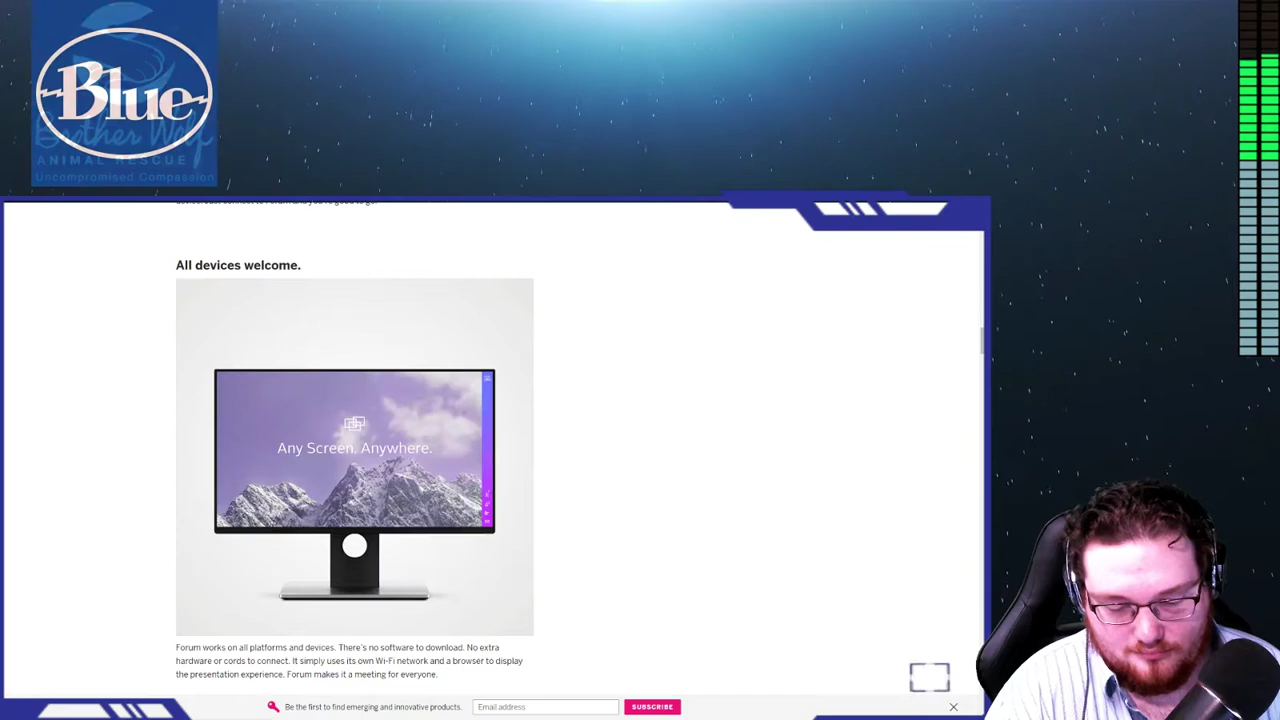 Blue
Brother Wolf
ANIMAL RESCUE
Uncompromised Compassion
All devices welcome.
Any Screen. Anywhere.
Forum works on all platforms and devices. There's no software to download. No extra
hardware or cords to connect. It simply uses its own Wi-Fi network and a browser to display
the presentation experience. Forum makes it a meeting for everyone.
Be the first to find emerging and innovative products.
Email address
SUBSCRIBE